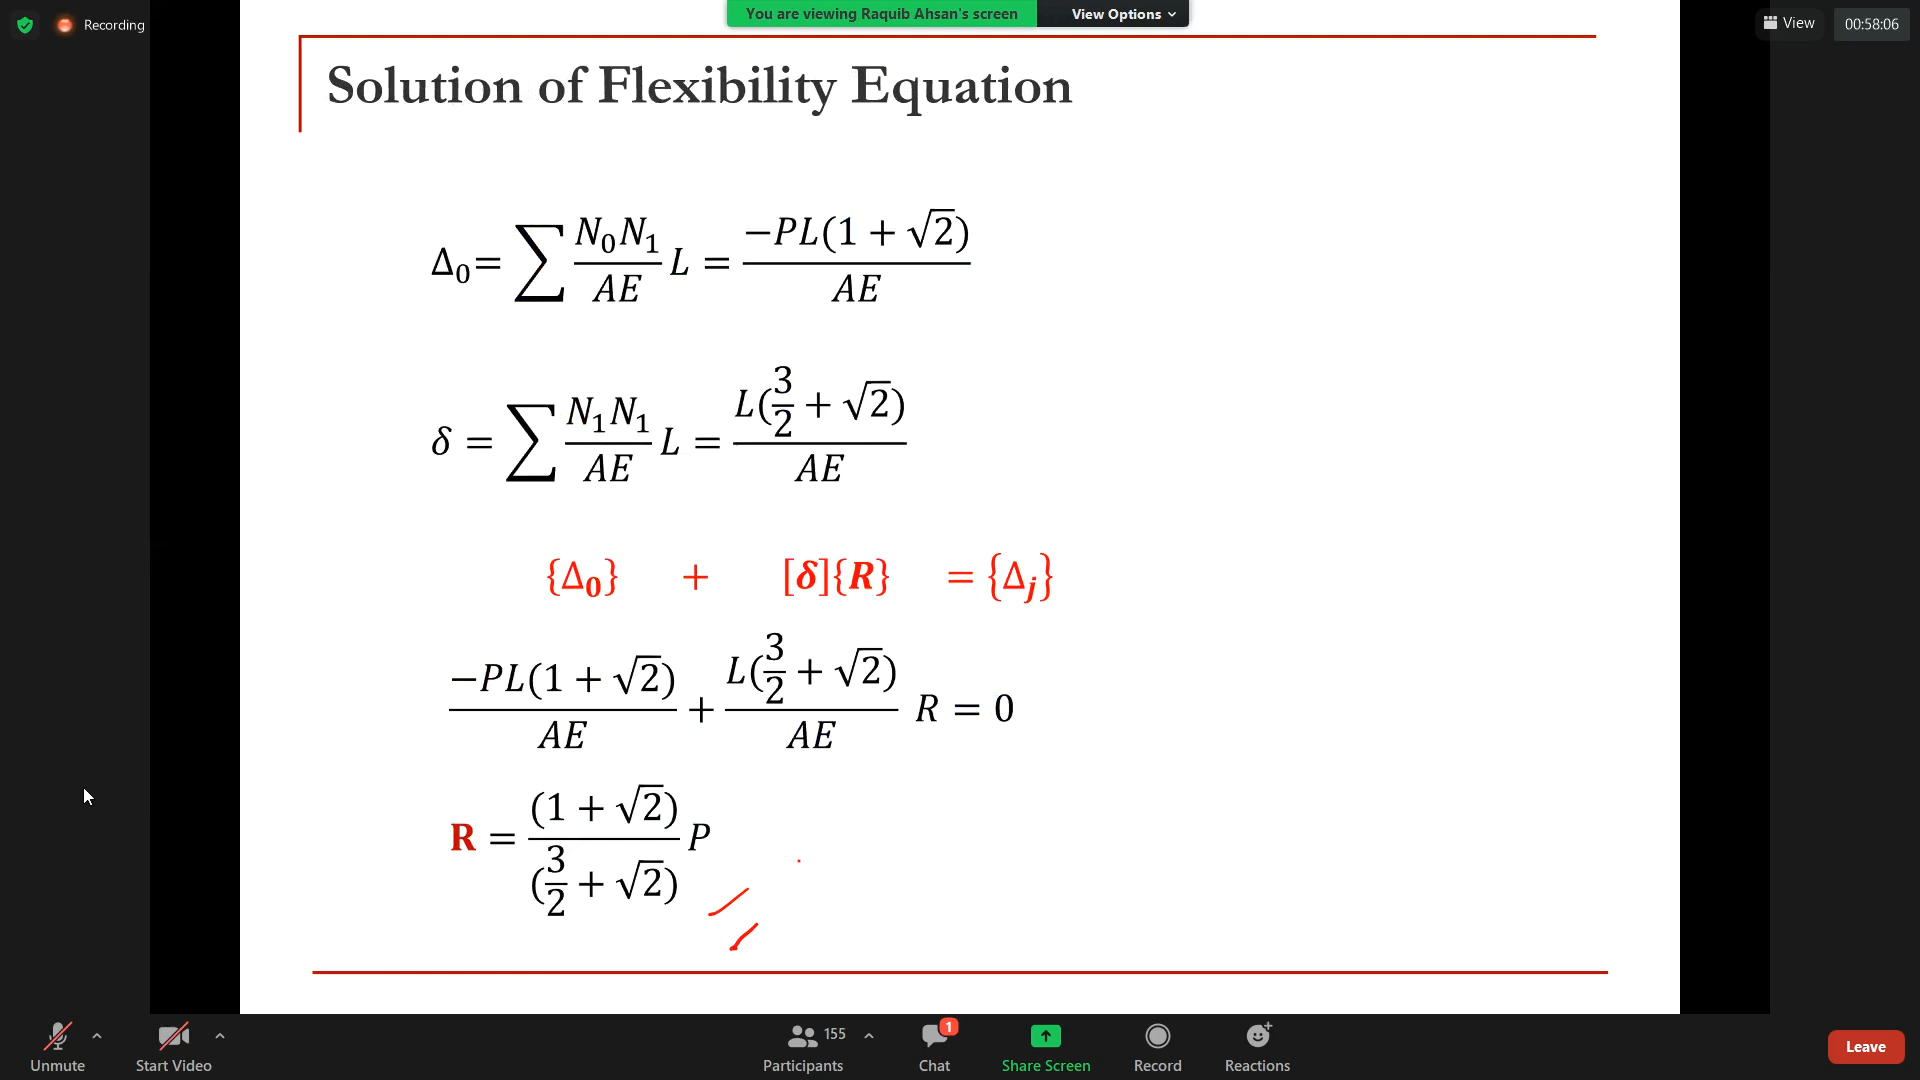 Recording
You are viewing Raquib Ahsan's screen View Options
View 00:58:06
Solution of Flexibility Equation
Δ₀= ∑ N₀N₁/AE L = −PL(1 + √2)/AE
δ = ∑ N₁N₁/AE L = L(3/2 + √2)/AE
{Δ₀} + [δ]{R} = {Δⱼ}
−PL(1 + √2)/AE + L(3/2 + √2)/AE R = 0
R = (1 + √2)/(3/2 + √2) P
155 1
Unmute Start Video Participants Chat Share Screen Record Reactions Leave